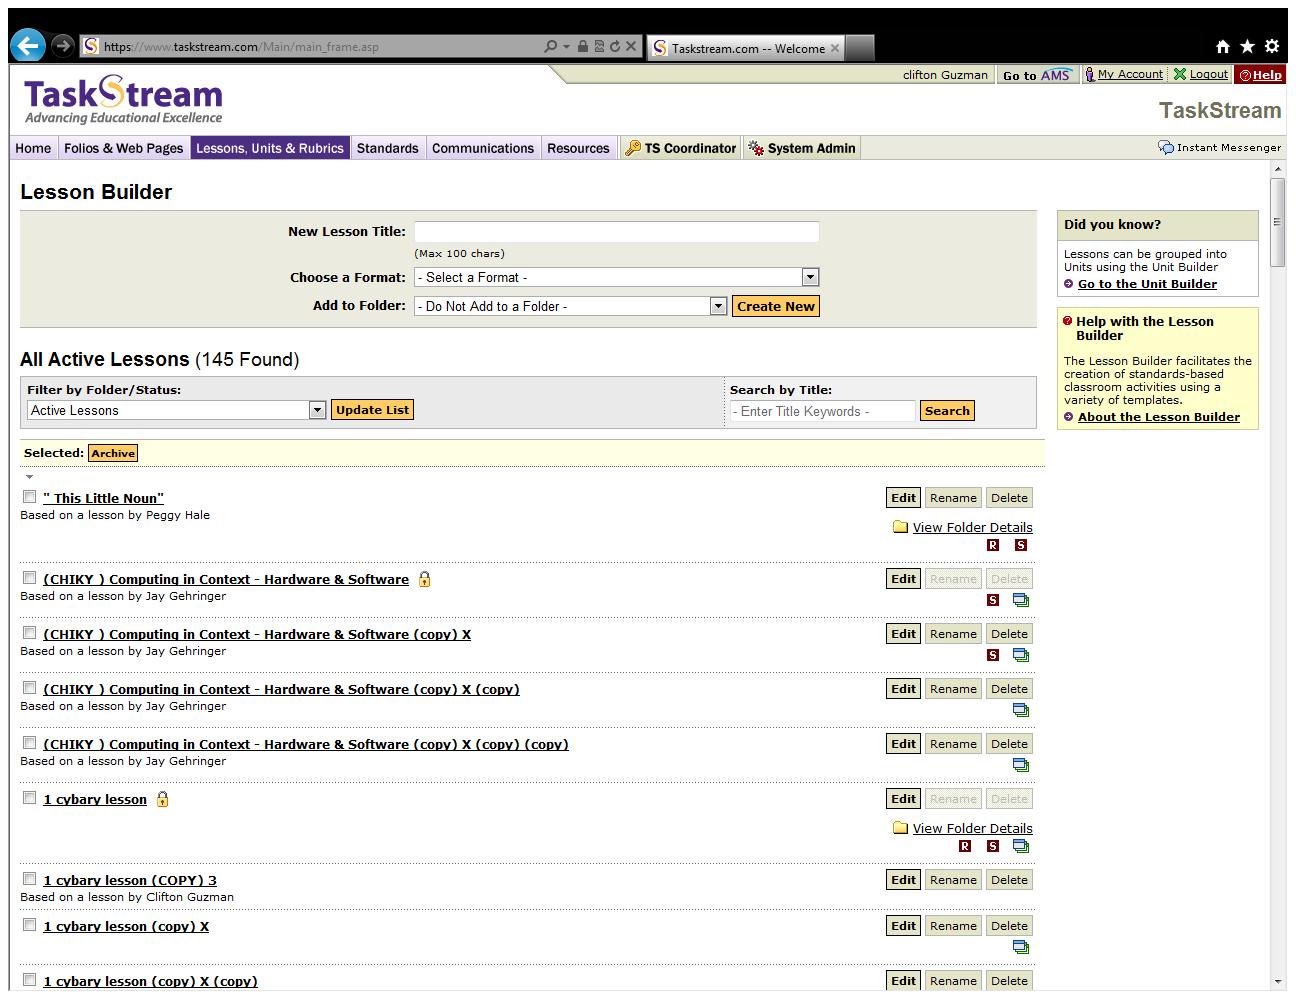 https://www.taskstream.com/Main/main_frame.asp
Taskstream.com -- Welcome
clifton Guzman
Go to AMS
My Account
Logout
Help
TaskStream
Advancing Educational Excellence
TaskStream
Home
Folios & Web Pages
Lessons, Units & Rubrics
Standards
Communications
Resources
TS Coordinator
System Admin
Instant Messenger
Lesson Builder
New Lesson Title:
(Max 100 chars)
Choose a Format: - Select a Format -
Add to Folder: - Do Not Add to a Folder - Create New
Did you know?
Lessons can be grouped into
Units using the Unit Builder
Go to the Unit Builder
Help with the Lesson
Builder
The Lesson Builder facilitates the
creation of standards-based
classroom activities using a
variety of templates.
About the Lesson Builder
All Active Lessons (145 Found)
Filter by Folder/Status:
Active Lessons Update List
Search by Title:
- Enter Title Keywords - Search
Selected: Archive
" This Little Noun" Edit Rename Delete
Based on a lesson by Peggy Hale
View Folder Details
R S
(CHIKY ) Computing in Context - Hardware & Software Edit Rename Delete
Based on a lesson by Jay Gehringer
S
(CHIKY ) Computing in Context - Hardware & Software (copy) X Edit Rename Delete
Based on a lesson by Jay Gehringer
S
(CHIKY ) Computing in Context - Hardware & Software (copy) X (copy) Edit Rename Delete
Based on a lesson by Jay Gehringer
(CHIKY ) Computing in Context - Hardware & Software (copy) X (copy) (copy) Edit Rename Delete
Based on a lesson by Jay Gehringer
1 cybary lesson Edit Rename Delete
View Folder Details
R S
1 cybary lesson (COPY) 3 Edit Rename Delete
Based on a lesson by Clifton Guzman
1 cybary lesson (copy) X Edit Rename Delete
1 cybary lesson (copy) X (copy) Edit Rename Delete